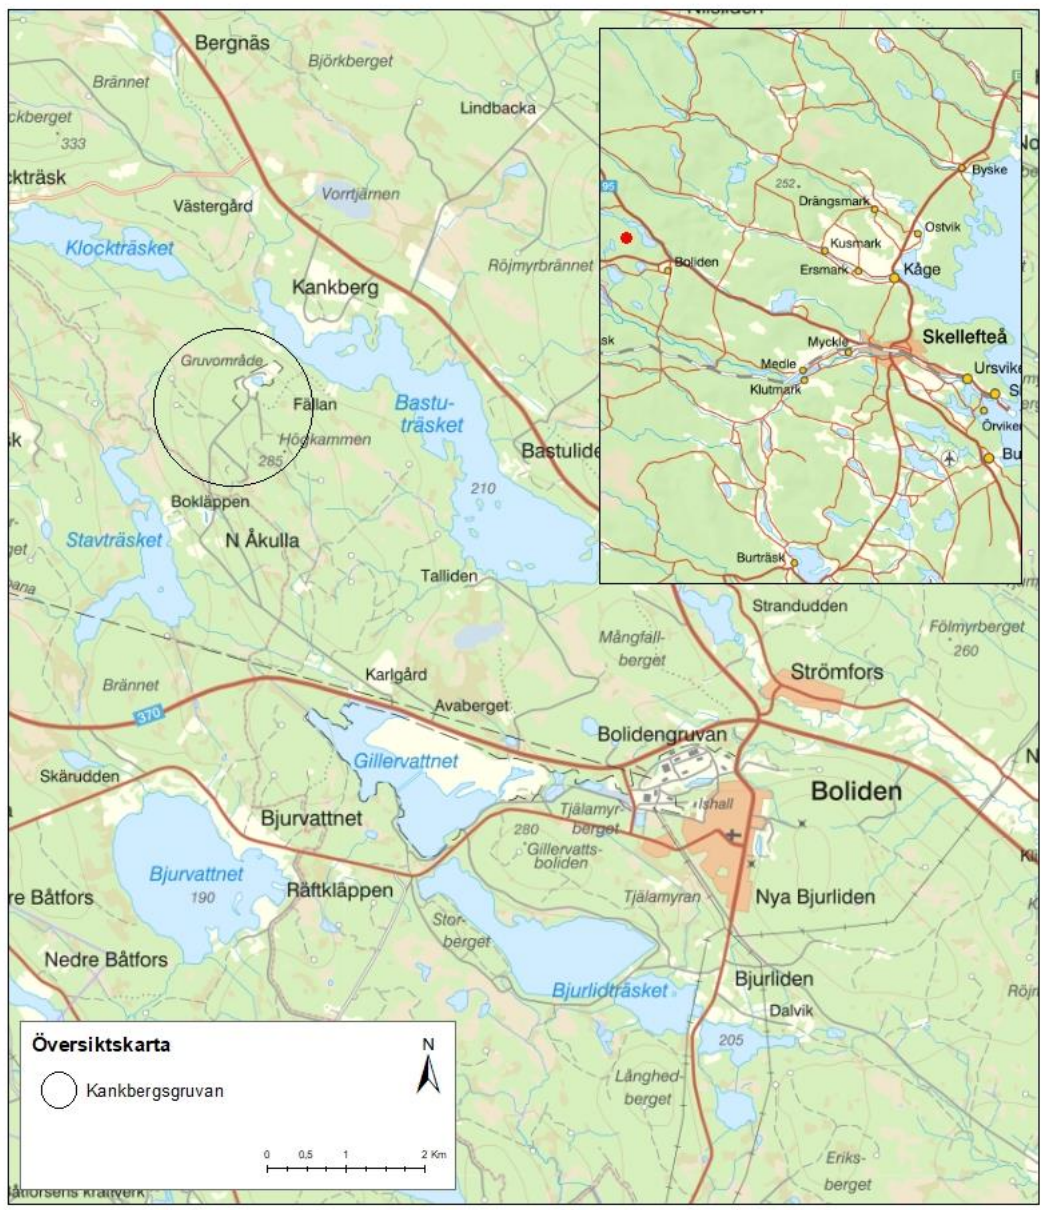 Bergnäs
Björkberget
Brännet
Lindbacka
ckberget
333
cktträsk
Västergård
Vorrtjärnen
Klockträsket
Röjmyrbrännet
Kankberg
Gruvområde
Fällan
Bastu-
träsket
Högkammen
285
Bastulide
210
Bokläppen
Stavträsket
N Åkulla
Talliden
95
252
Byske
Drängsmark
Ostvik
Kusmark
Ersmark
Kåge
Boliden
Skellefteå
sk
Myckle
Medle
Klutmark
Ursvike
Örviken
Bu
Burträsk
Strandudden
Fölmyrberget
260
Mångfall-
berget
Strömfors
Karlgård
Brännet
370
Avaberget
Bolidengruvan
Gillervattnet
Skärudden
Boliden
Ishall
Tjälamyr-
berget
280
Gillervatts-
boliden
Bjurvattnet
Bjurvattnet
190
Räftkläppen
re Båtfors
Tjälamyran
Nya Bjurliden
Stor-
berget
Nedre Båtfors
Bjurlidträsket
Bjurliden
Dalvik
205
Långhed-
berget
Eriks-
berget
Översiktskarta
N
Kankbergsgruvan
0 0,5 1 2 Km